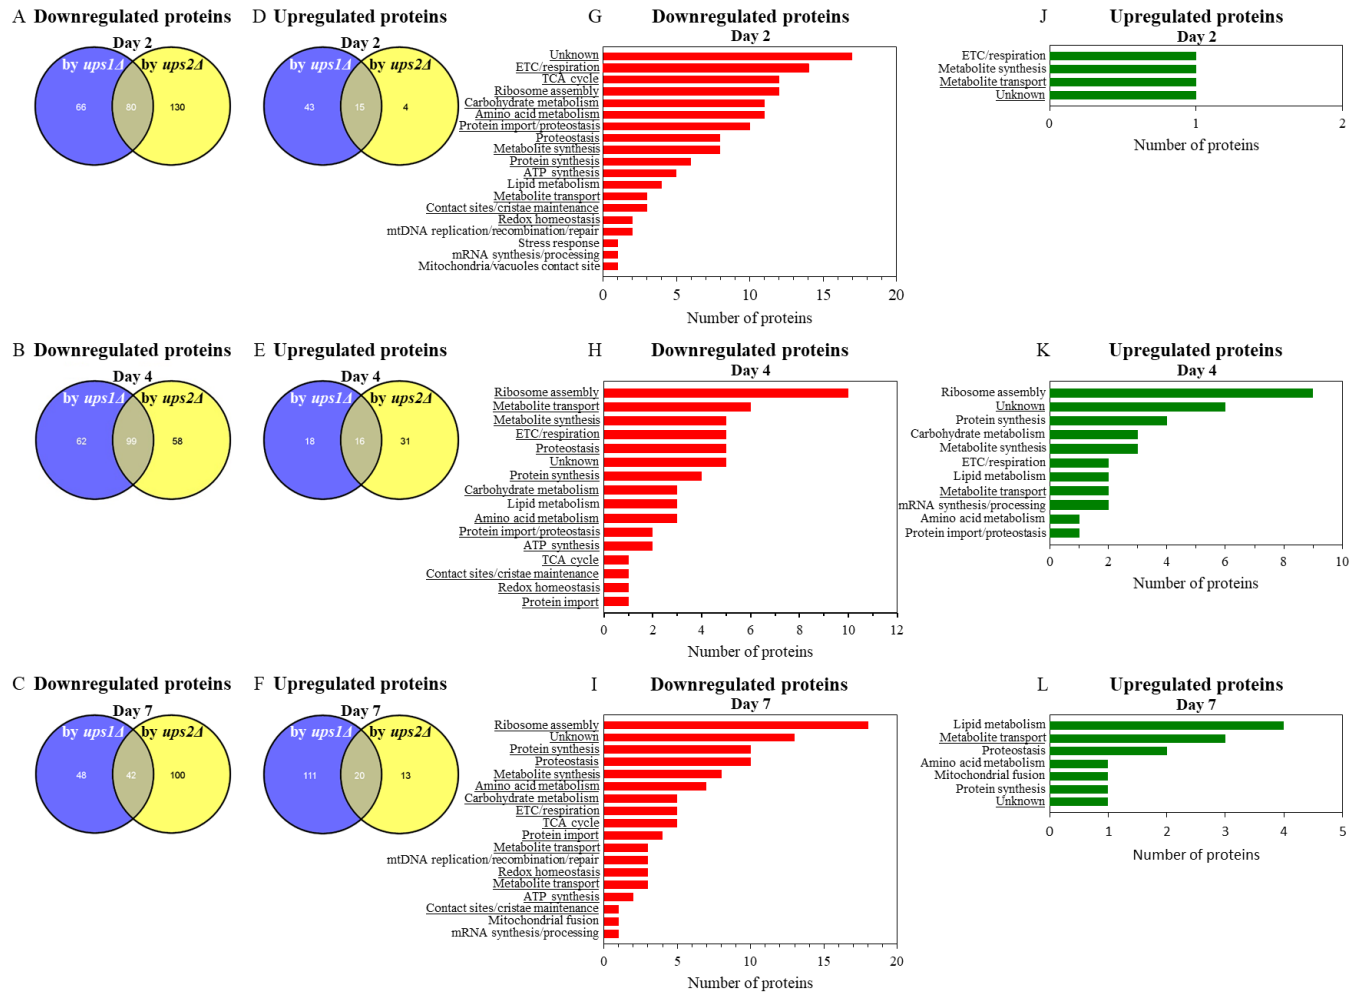 A Downregulated proteins
Day 2
by ups1Δ
by ups2Δ
66
80
130
D Upregulated proteins
Day 2
by ups1Δ
by ups2Δ
43
15
4
G Downregulated proteins
Day 2
Unknown
ETC/respiration
TCA cycle
Ribosome assembly
Carbohydrate metabolism
Amino acid metabolism
Protein import/proteostasis
Proteostasis
Metabolite synthesis
Protein synthesis
ATP synthesis
Lipid metabolism
Metabolite transport
Contact sites/cristae maintenance
Redox homeostasis
mtDNA replication/recombination/repair
Stress response
mRNA synthesis/processing
Mitochondria/vacuoles contact site
0 5 10 15 20
Number of proteins
J Upregulated proteins
Day 2
ETC/respiration
Metabolite synthesis
Metabolite transport
Unknown
0 1 2
Number of proteins
B Downregulated proteins
Day 4
by ups1Δ
by ups2Δ
62
99
58
E Upregulated proteins
Day 4
by ups1Δ
by ups2Δ
18
16
31
H Downregulated proteins
Day 4
Ribosome assembly
Metabolite transport
Metabolite synthesis
ETC/respiration
Proteostasis
Unknown
Protein synthesis
Carbohydrate metabolism
Lipid metabolism
Amino acid metabolism
Protein import/proteostasis
ATP synthesis
TCA cycle
Contact sites/cristae maintenance
Redox homeostasis
Protein import
0 2 4 6 8 10 12
Number of proteins
K Upregulated proteins
Day 4
Ribosome assembly
Unknown
Protein synthesis
Carbohydrate metabolism
Metabolite synthesis
ETC/respiration
Lipid metabolism
Metabolite transport
mRNA synthesis/processing
Amino acid metabolism
Protein import/proteostasis
0 2 4 6 8 10
Number of proteins
C Downregulated proteins
Day 7
by ups1Δ
by ups2Δ
48
42
100
F Upregulated proteins
Day 7
by ups1Δ
by ups2Δ
111
20
13
I Downregulated proteins
Day 7
Ribosome assembly
Unknown
Protein synthesis
Proteostasis
Metabolite synthesis
Amino acid metabolism
Carbohydrate metabolism
ETC/respiration
TCA cycle
Protein import
Metabolite transport
mtDNA replication/recombination/repair
Redox homeostasis
Metabolite transport
ATP synthesis
Contact sites/cristae maintenance
Mitochondrial fusion
mRNA synthesis/processing
0 5 10 15 20
Number of proteins
L Upregulated proteins
Day 7
Lipid metabolism
Metabolite transport
Proteostasis
Amino acid metabolism
Mitochondrial fusion
Protein synthesis
Unknown
0 1 2 3 4 5
Number of proteins